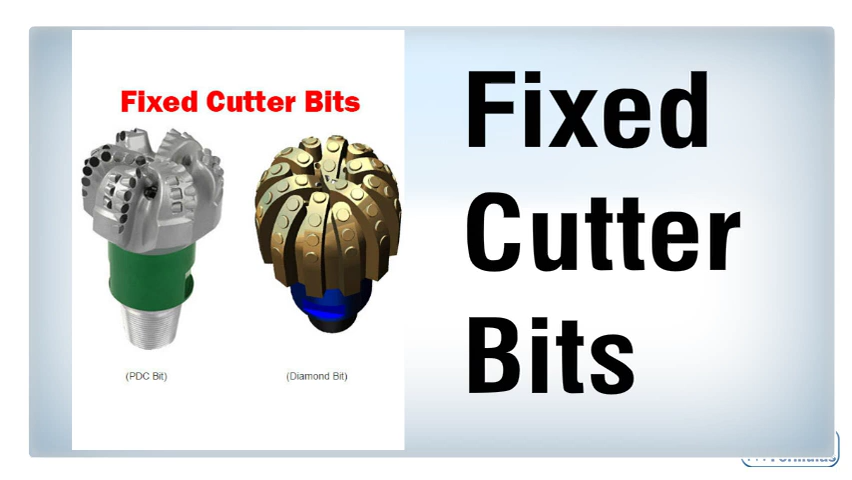 Fixed Cutter Bits
(PDC Bit)
(Diamond Bit)
Fixed
Cutter
Bits